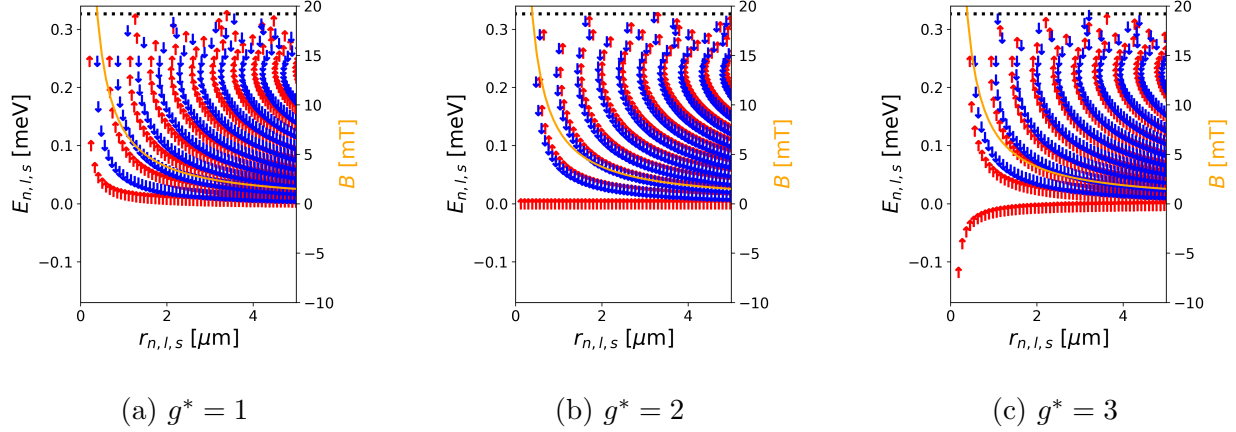 0.3
0.2
0.1
0.0
−0.1
E_{n,l,s} [meV]
20
15
10
5
0
−5
−10
B [mT]
0 2 4
r_{n,l,s} [μm]
(a) g* = 1
0.3
0.2
0.1
0.0
−0.1
E_{n,l,s} [meV]
20
15
10
5
0
−5
−10
B [mT]
0 2 4
r_{n,l,s} [μm]
(b) g* = 2
0.3
0.2
0.1
0.0
−0.1
E_{n,l,s} [meV]
20
15
10
5
0
−5
−10
B [mT]
0 2 4
r_{n,l,s} [μm]
(c) g* = 3